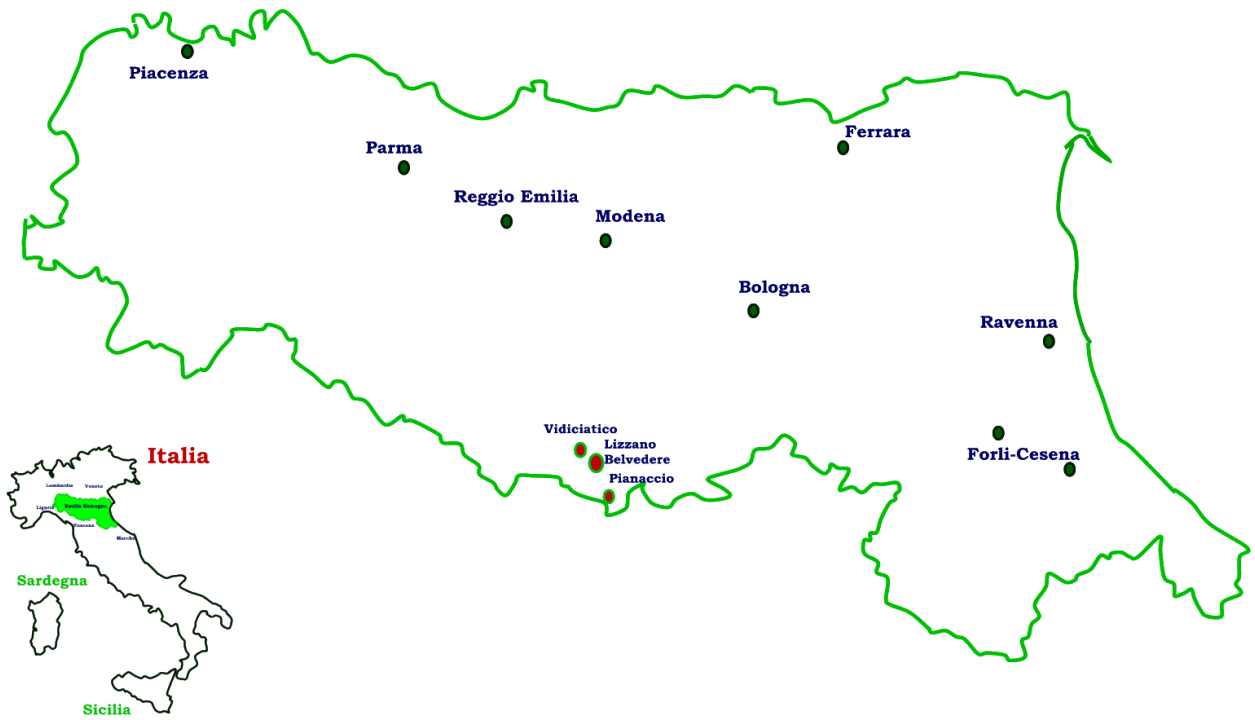 Piacenza
Ferrara
Parma
Reggio Emilia
Modena
Bologna
Ravenna
Vidiciatico
Lizzano
Belvedere
Forli-Cesena
Pianaccio
Italia
Lombardia
Veneto
Emilia Romagna
Liguria
Toscana
Marche
Sardegna
Sicilia